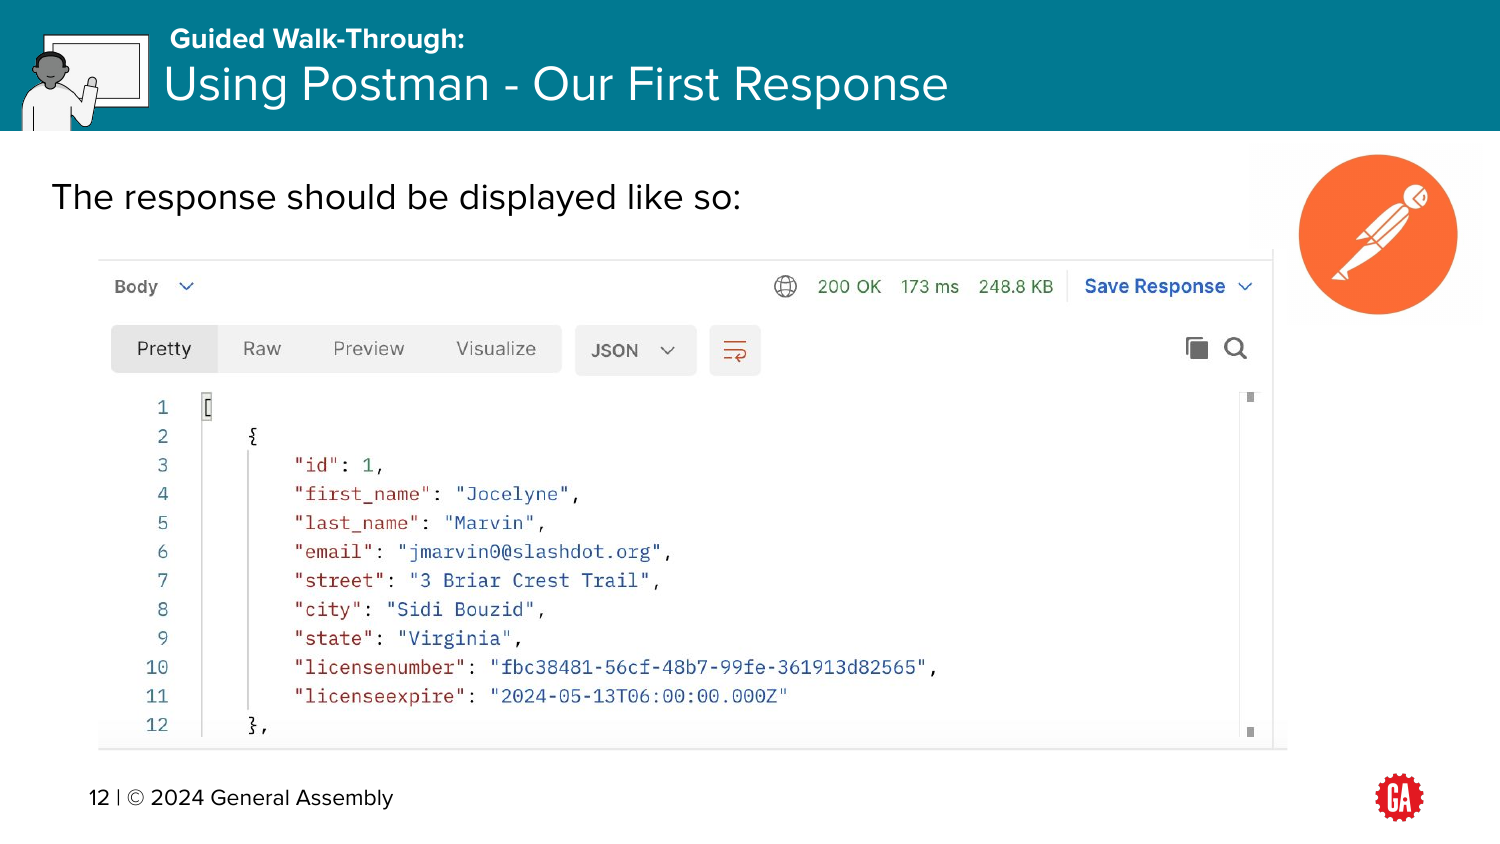 Guided Walk-Through:
Using Postman - Our First Response
The response should be displayed like so:
Body 200 OK 173 ms 248.8 KB Save Response
Pretty Raw Preview Visualize JSON
1 [
2 {
3 "id": 1,
4 "first_name": "Jocelyne",
5 "last_name": "Marvin",
6 "email": "jmarvin0@slashdot.org",
7 "street": "3 Briar Crest Trail",
8 "city": "Sidi Bouzid",
9 "state": "Virginia",
10 "licensenumber": "fbc38481-56cf-48b7-99fe-361913d82565",
11 "licenseexpire": "2024-05-13T06:00:00.000Z"
12 },
12 | © 2024 General Assembly
GA